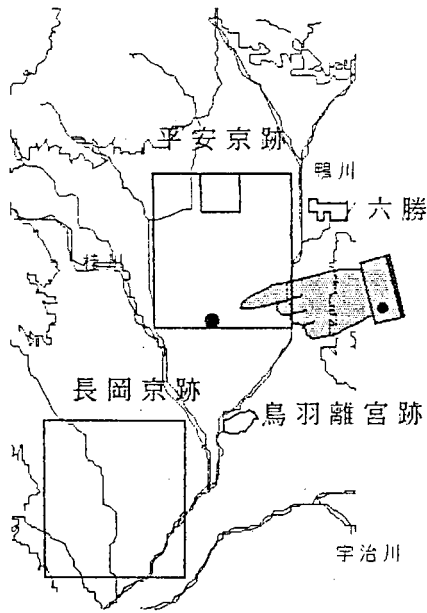 平安京跡
鴨川
六勝
桂川
長岡京跡
鳥羽離宮跡
宇治川